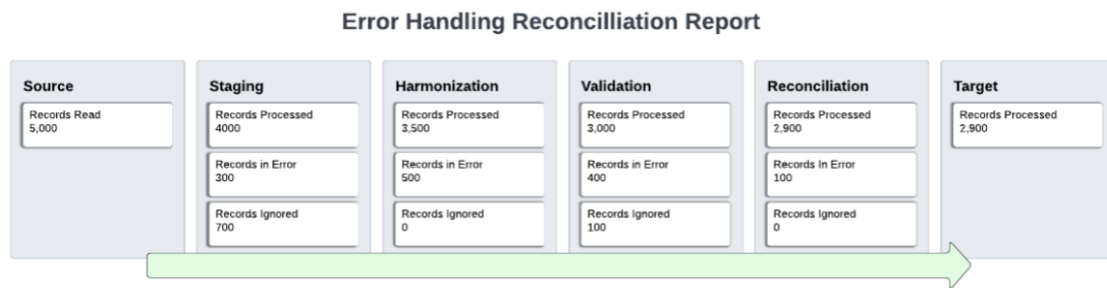 Error Handling Reconcilliation Report
Source
Records Read
5,000
Staging
Records Processed
4000
Records in Error
300
Records Ignored
700
Harmonization
Records Processed
3,500
Records in Error
500
Records Ignored
0
Validation
Records Processed
3,000
Records in Error
400
Records Ignored
100
Reconciliation
Records Processed
2,900
Records In Error
100
Records Ignored
0
Target
Records Processed
2,900